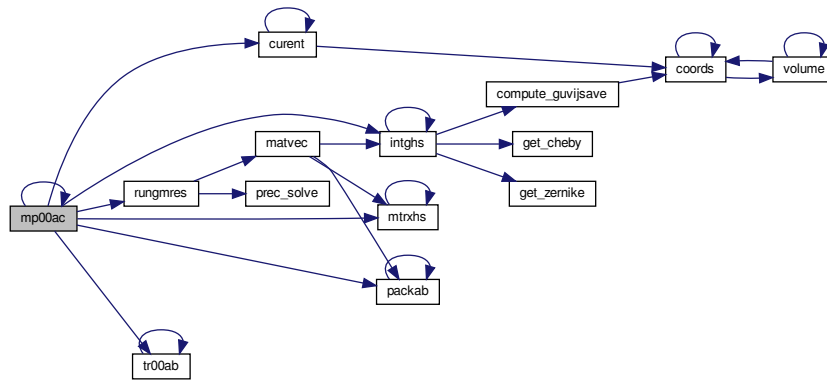 curent
coords
volume
compute_guvijsave
matvec
intghs
get_cheby
rungmres
prec_solve
get_zernike
mp00ac
mtrxhs
packab
tr00ab